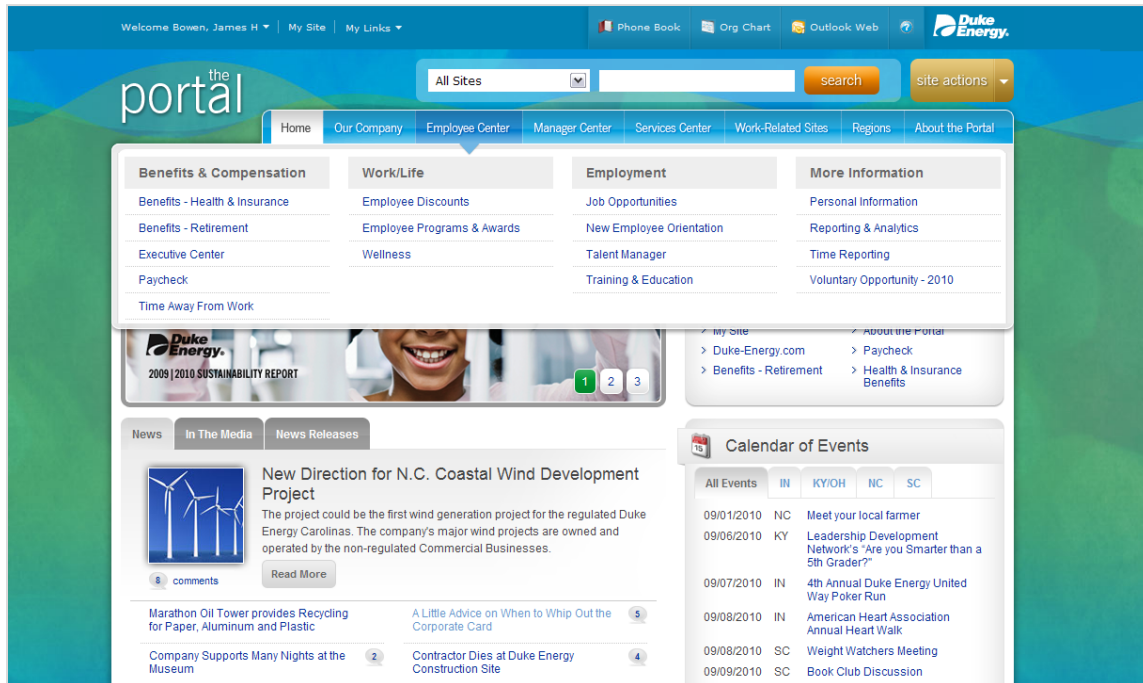 Welcome Bowen, James H My Site My Links
Phone Book Org Chart Outlook Web ? Duke Energy.
the portal
All Sites search site actions
Home Our Company Employee Center Manager Center Services Center Work-Related Sites Regions About the Portal
Benefits & Compensation
Benefits - Health & Insurance
Benefits - Retirement
Executive Center
Paycheck
Time Away From Work
Work/Life
Employee Discounts
Employee Programs & Awards
Wellness
Employment
Job Opportunities
New Employee Orientation
Talent Manager
Training & Education
More Information
Personal Information
Reporting & Analytics
Time Reporting
Voluntary Opportunity - 2010
Duke
Energy®
2009 | 2010 SUSTAINABILITY REPORT
1 2 3
> My Site
> Duke-Energy.com
> Benefits - Retirement
> About the Portal
> Paycheck
> Health & Insurance
Benefits
News In The Media News Releases
New Direction for N.C. Coastal Wind Development
Project
The project could be the first wind generation project for the regulated Duke
Energy Carolinas. The company's major wind projects are owned and
operated by the non-regulated Commercial Businesses.
Read More
8 comments
Marathon Oil Tower provides Recycling
for Paper, Aluminum and Plastic
A Little Advice on When to Whip Out the
Corporate Card
5
Company Supports Many Nights at the
Museum
2
Contractor Dies at Duke Energy
Construction Site
4
15
Calendar of Events
All Events IN KY/OH NC SC
09/01/2010 NC Meet your local farmer
09/06/2010 KY Leadership Development
Network's "Are you Smarter than a
5th Grader?"
09/07/2010 IN 4th Annual Duke Energy United
Way Poker Run
09/08/2010 IN American Heart Association
Annual Heart Walk
09/08/2010 SC Weight Watchers Meeting
09/09/2010 SC Book Club Discussion